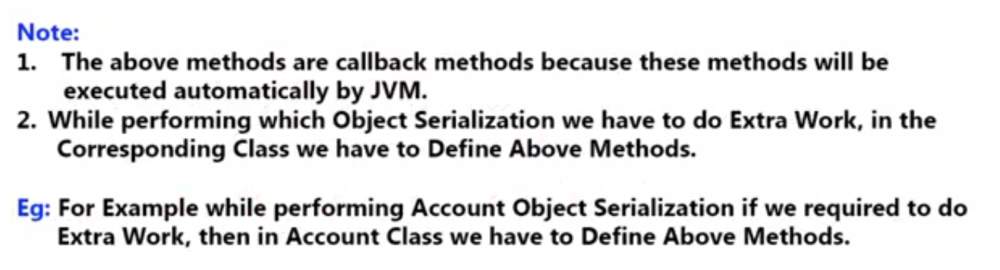 Note:
1. The above methods are callback methods because these methods will be
executed automatically by JVM.
2. While performing which Object Serialization we have to do Extra Work, in the
Corresponding Class we have to Define Above Methods.
Eg: For Example while performing Account Object Serialization if we required to do
Extra Work, then in Account Class we have to Define Above Methods.